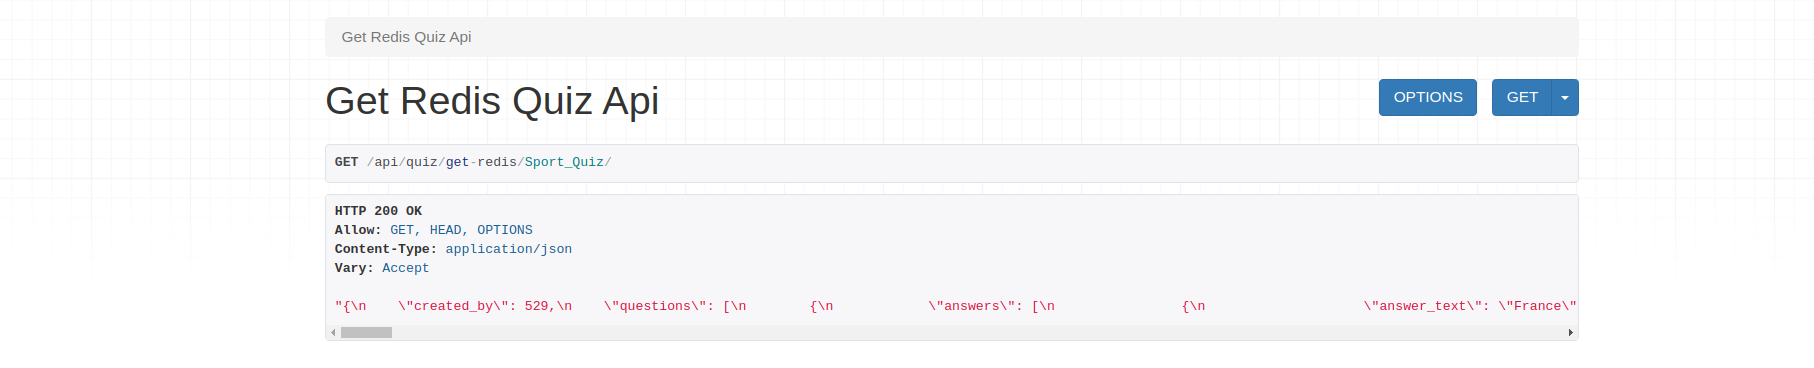 Get Redis Quiz Api
Get Redis Quiz Api
OPTIONS GET
GET /api/quiz/get-redis/Sport_Quiz/
HTTP 200 OK
Allow: GET, HEAD, OPTIONS
Content-Type: application/json
Vary: Accept
"{\n    \"created_by\": 529,\n    \"questions\": [\n        {\n            \"answers\": [\n                {\n                    \"answer_text\": \"France\"